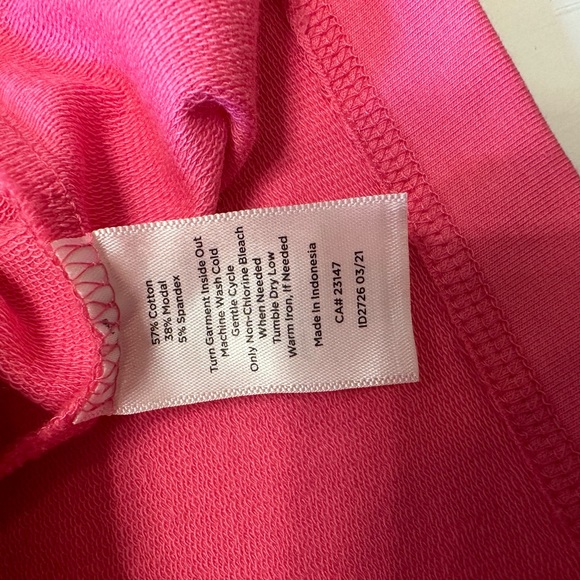 57% Cotton
38% Modal
5% Spandex
Turn Garment Inside Out
Machine Wash Cold
Gentle Cycle
Only Non-Chlorine Bleach
When Needed
Tumble Dry Low
Warm Iron, If Needed
Made In Indonesia
CA# 23147
ID2726 03/21